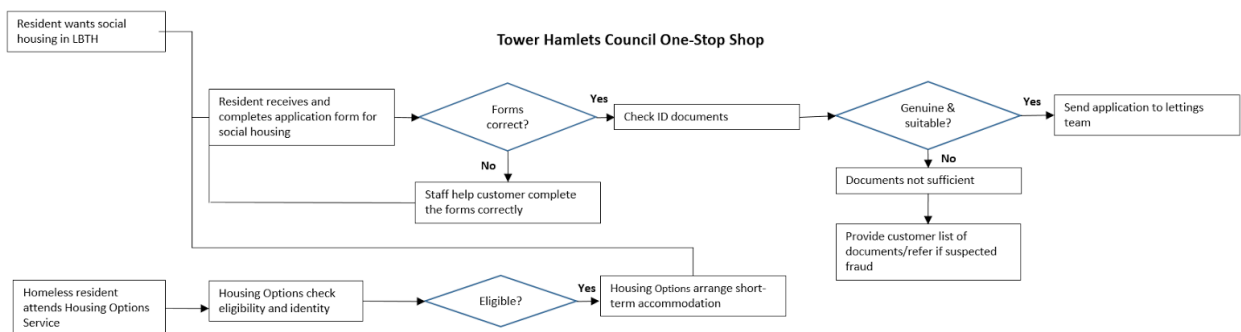 Resident wants social
housing in LBTH
Tower Hamlets Council One-Stop Shop
Resident receives and
completes application form for
social housing
Forms
correct?
Yes
Check ID documents
Genuine &
suitable?
Yes
Send application to lettings
team
No
Staff help customer complete
the forms correctly
No
Documents not sufficient
Provide customer list of
documents/refer if suspected
fraud
Homeless resident
attends Housing Options
Service
Housing Options check
eligibility and identity
Eligible?
Yes
Housing Options arrange short-
term accommodation